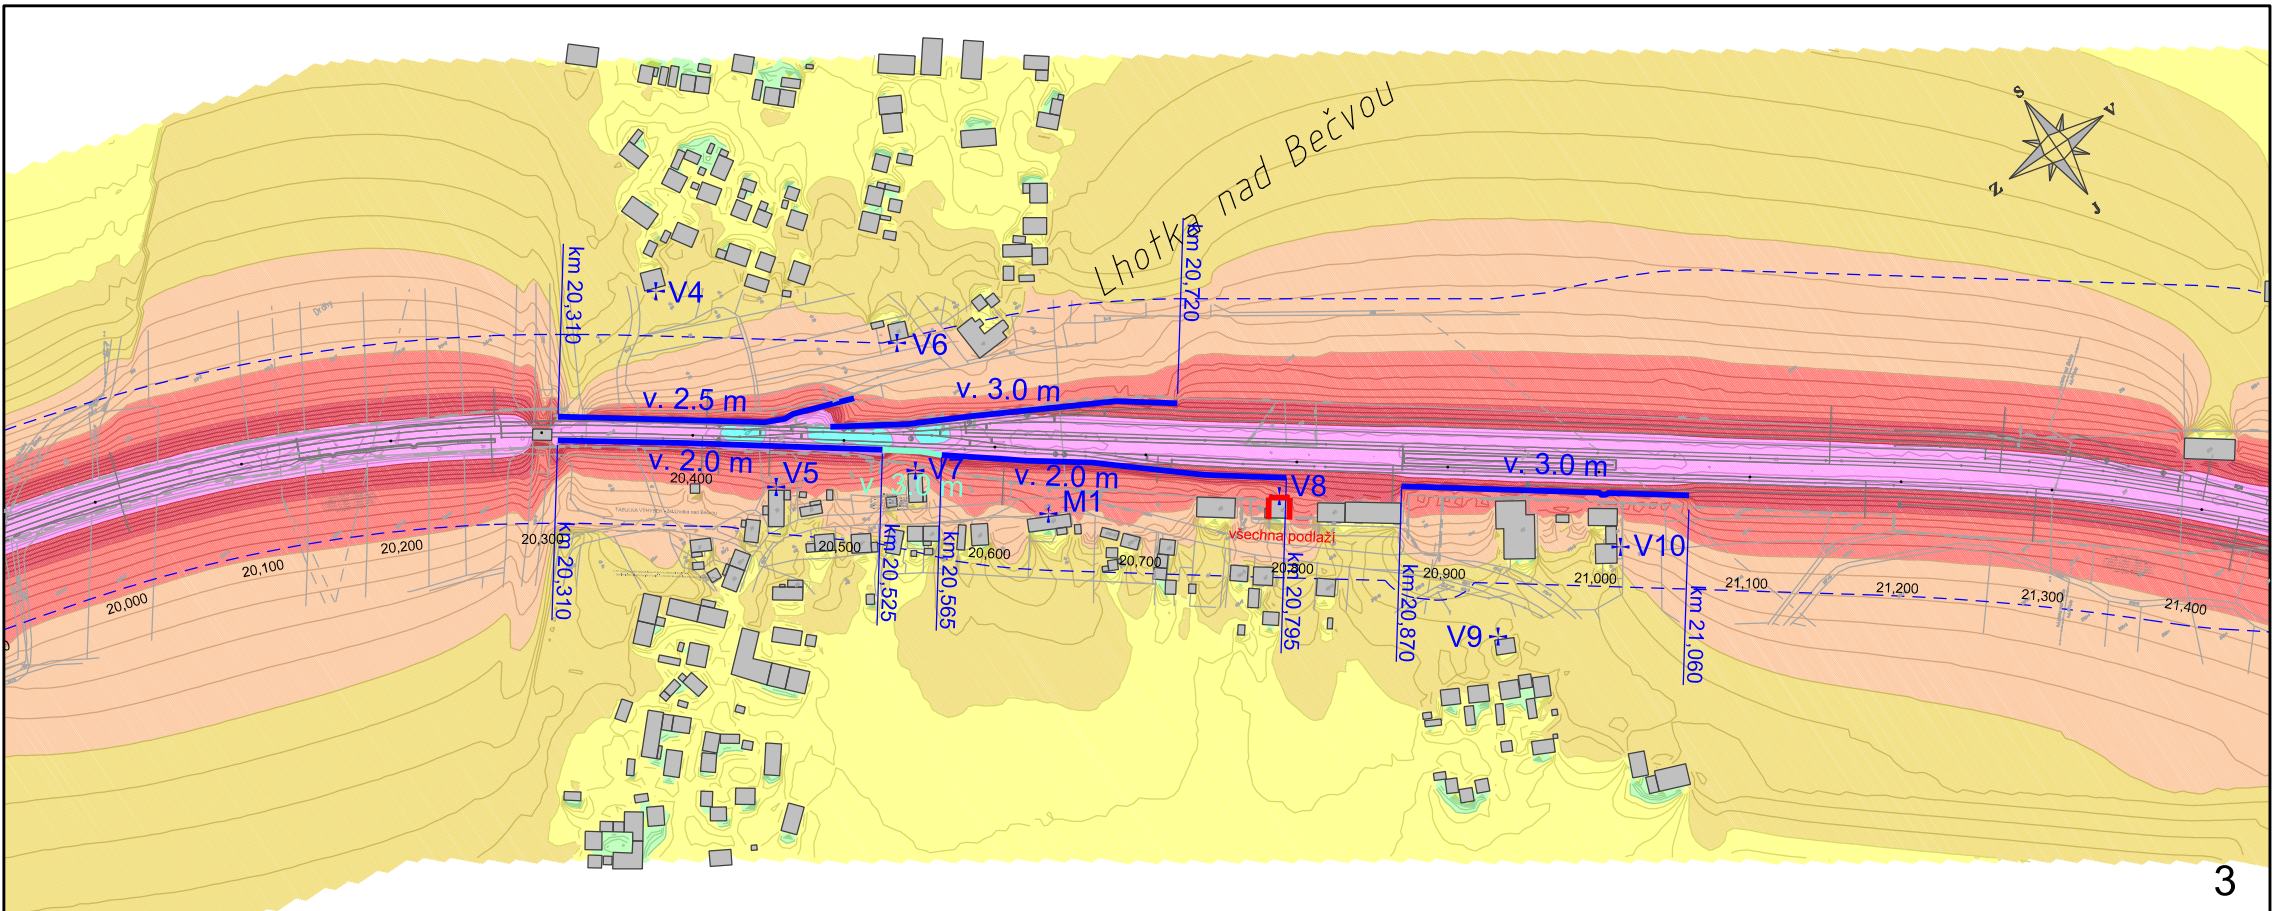 Lhotka nad Bečvou
S
V
Z
J
km 20,310
km 20,720
V4
V6
v. 2.5 m
v. 3.0 m
v. 2.0 m
V5
v. 3.0 m
V7
v. 2.0 m
M1
V8
v. 3.0 m
všechna podlaží
V10
V9
20,000
20,100
20,200
20,300
20,400
20,500
20,600
20,700
20,800
20,900
21,000
21,100
21,200
21,300
21,400
km 20,310
km 20,525
km 20,565
km 20,795
km 20,870
km 21,060
3